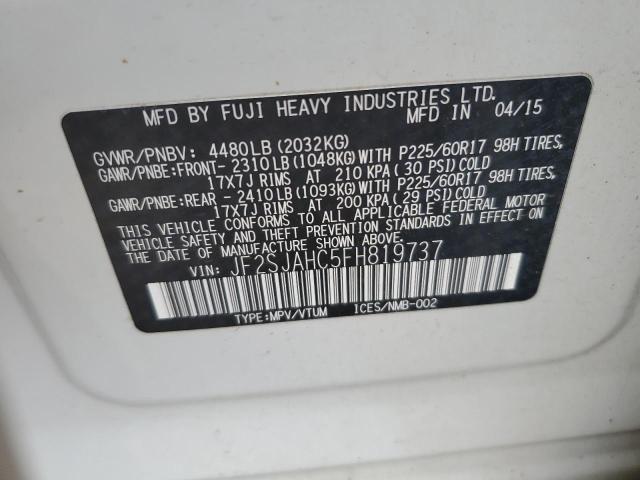 MFD BY FUJI HEAVY INDUSTRIES LTD.
MFD IN 04/15
GVWR/PNBV: 4480LB(2032KG)
GAWR/PNBE:FRONT- 2310LB(1048KG)WITH P225/60R17 98H TIRES,
17X7J RIMS AT 210 KPA(30 PSI)COLD
GAWR/PNBE:REAR - 2410LB(1093KG)WITH P225/60R17 98H TIRES,
17X7J RIMS AT 200 KPA(29 PSI)COLD
THIS VEHICLE CONFORMS TO ALL APPLICABLE FEDERAL MOTOR
VEHICLE SAFETY AND THEFT PREVENTION STANDARDS IN EFFECT ON
THE DATE OF MANUFACTURE SHOWN ABOVE.
VIN: JF2SJAHC5FH819737
TYPE:MPV/VTUM ICES/NMB-002